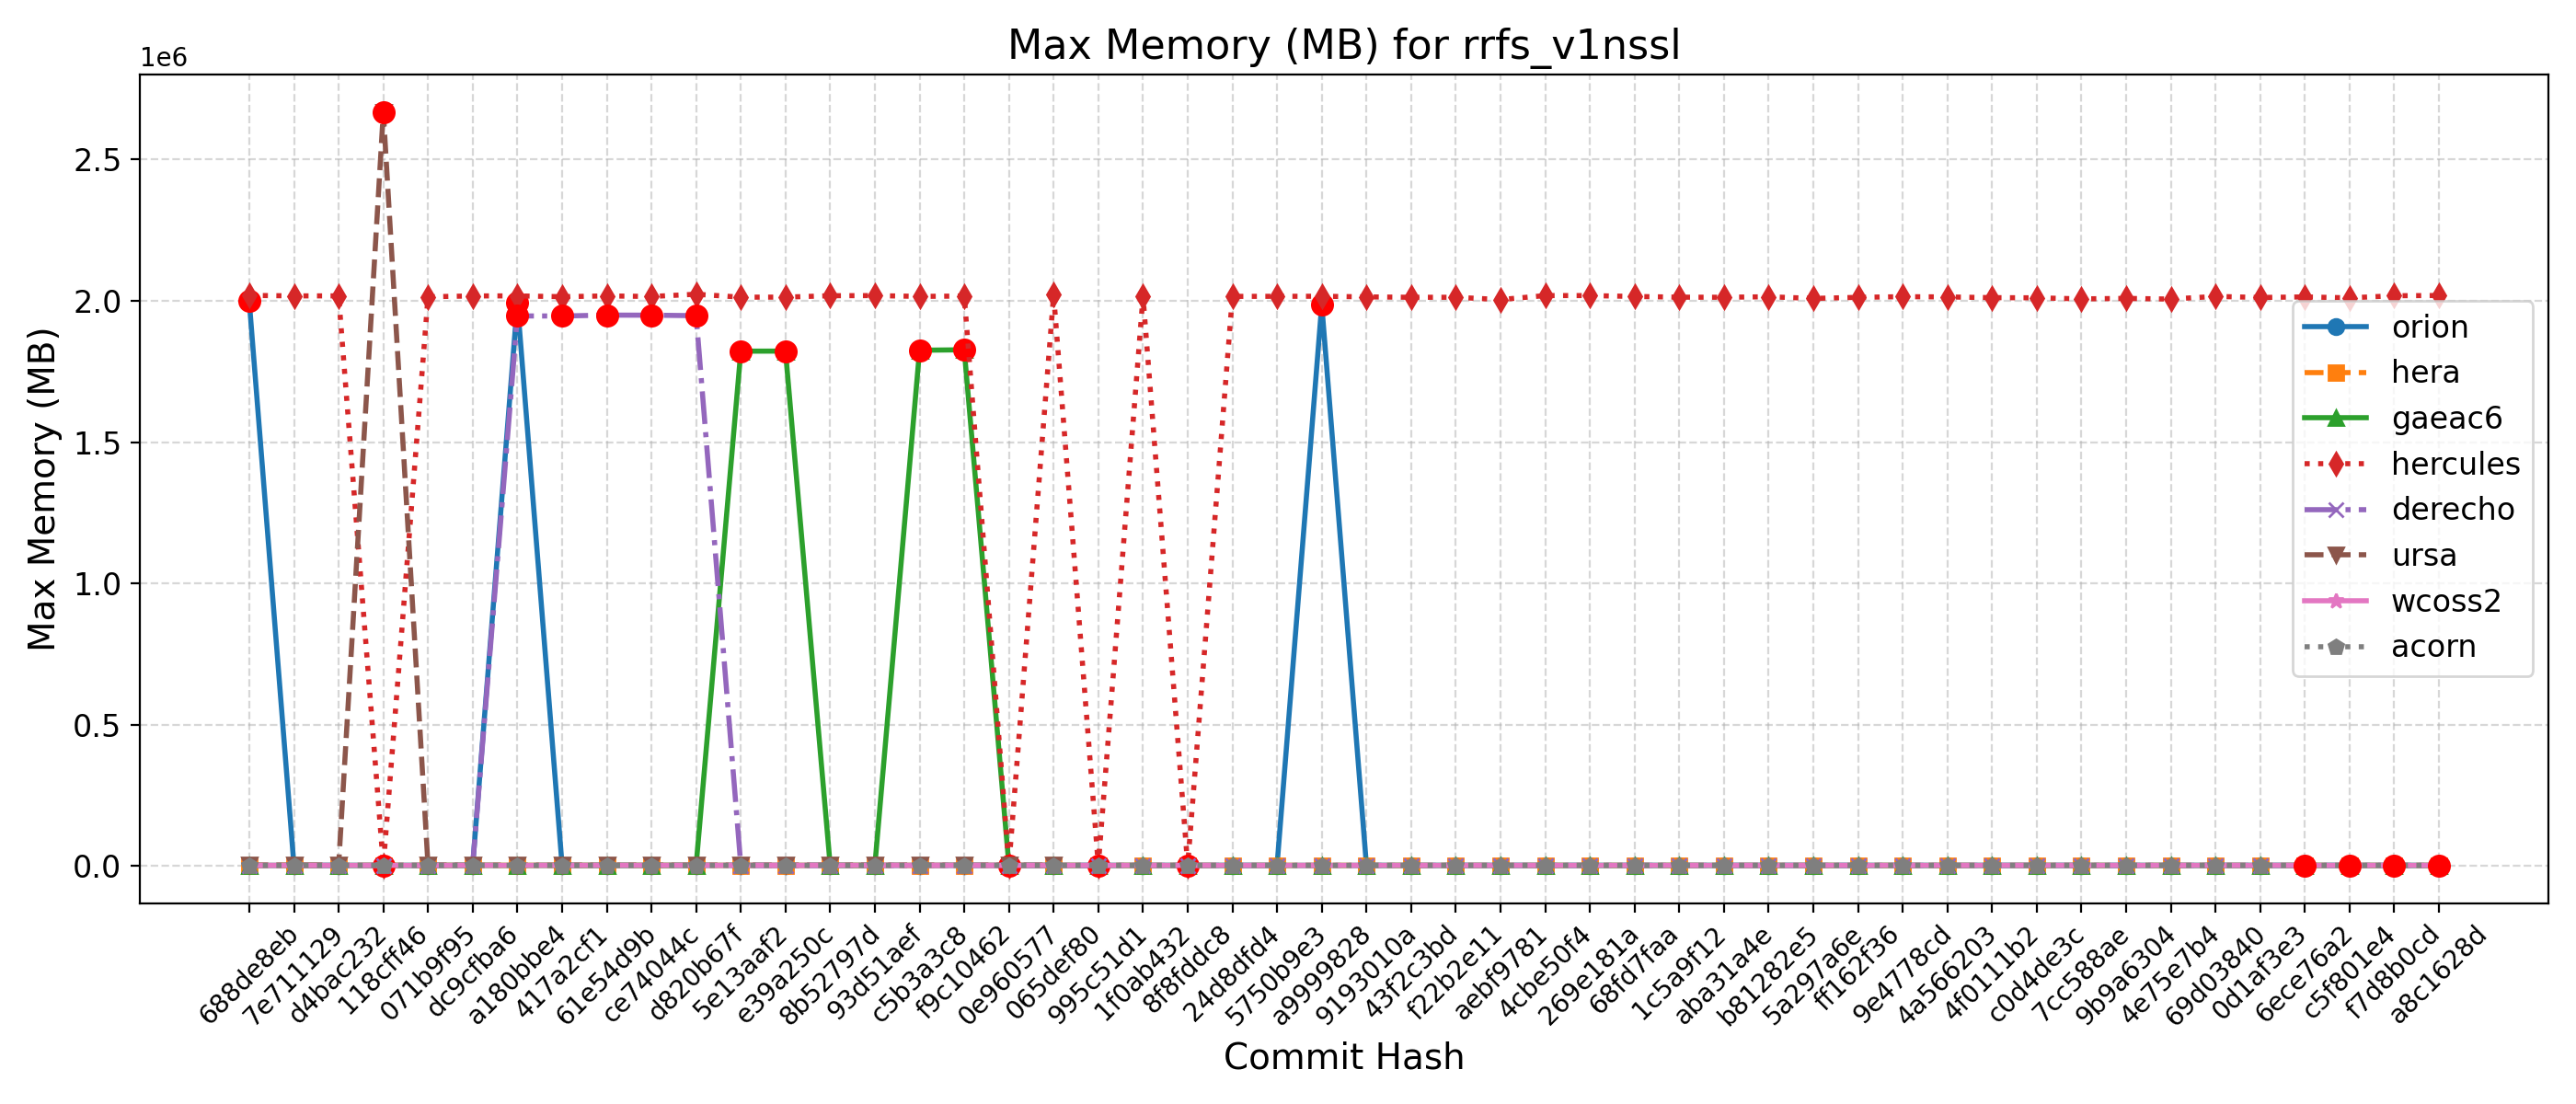 Max Memory (MB) for rrfs_v1nssl
1e6
2.5
2.0
1.5
1.0
0.5
0.0
Max Memory (MB)
orion
hera
gaeac6
hercules
derecho
ursa
wcoss2
acorn
688de8eb
7e711129
d4bac232
118cff46
071b9f95
dc9cfba6
a180bbe4
417a2cf1
61e54d9b
ce74044c
d820b67f
5e13aaf2
e39a250c
8b52797d
93d51aef
c5b3a3c8
f9c10462
0e960577
065def80
995c51d1
1f0ab432
8f8fddc8
24d8dfd4
5750b9e3
a9999828
9193010a
43f2c3bd
f22b2e11
aebf9781
4cbe50f4
269e181a
68fd7faa
1c5a9f12
aba31a4e
b81282e5
5a297a6e
ff162f36
9e4778cd
4a566203
4f0111b2
c0d4de3c
7cc588ae
9b9a6304
4e75e7b4
69d03840
0d1af3e3
6ece76a2
c5f801e4
f7d8b0cd
a8c1628d
Commit Hash